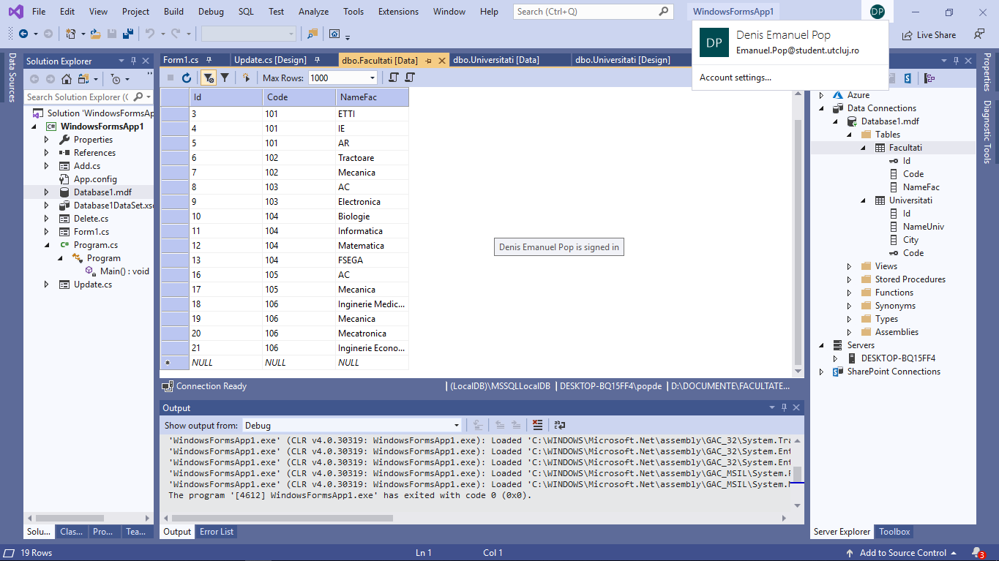 File Edit View Project Build Debug SQL Test Analyze Tools Extensions Window Help Search (Ctrl+Q) WindowsFormsApp1 DP
Max Rows: 1000
Live Share
DP Denis Emanuel Pop
Emanuel.Pop@student.utcluj.ro
Account settings...
Data Sources
Solution Explorer
Search Solution Explorer (C
Solution 'WindowsFormsAp
WindowsFormsApp1
Properties
References
Add.cs
App.config
Database1.mdf
Database1DataSet.xsd
Delete.cs
Form1.cs
Program.cs
Program
Main() : void
Update.cs
Solu... Clas... Pro... Tea...
Form1.cs Update.cs [Design] dbo.Facultati [Data] dbo.Universitati [Data] dbo.Universitati [Design]
Id Code NameFac
3 101 ETTI
4 101 IE
5 101 AR
6 102 Tractoare
7 102 Mecanica
8 103 AC
9 103 Electronica
10 104 Biologie
11 104 Informatica
12 104 Matematica
13 104 FSEGA
16 105 AC
17 105 Mecanica
18 106 Inginerie Medic...
19 106 Mecanica
20 106 Mecatronica
21 106 Inginerie Econo...
NULL NULL NULL
Denis Emanuel Pop is signed in
Connection Ready | (LocalDB)\MSSQLLocalDB | DESKTOP-BQ15FF4\popde | D:\DOCUMENTE\FACULTATE...
Output
Show output from: Debug
'WindowsFormsApp1.exe' (CLR v4.0.30319: WindowsFormsApp1.exe): Loaded 'C:\WINDOWS\Microsoft.Net\assembly\GAC_32\System.Tra
'WindowsFormsApp1.exe' (CLR v4.0.30319: WindowsFormsApp1.exe): Loaded 'C:\WINDOWS\Microsoft.Net\assembly\GAC_32\System.Ent
'WindowsFormsApp1.exe' (CLR v4.0.30319: WindowsFormsApp1.exe): Loaded 'C:\WINDOWS\Microsoft.Net\assembly\GAC_32\System.Ent
'WindowsFormsApp1.exe' (CLR v4.0.30319: WindowsFormsApp1.exe): Loaded 'C:\WINDOWS\Microsoft.Net\assembly\GAC_MSIL\System.
'WindowsFormsApp1.exe' (CLR v4.0.30319: WindowsFormsApp1.exe): Loaded 'C:\WINDOWS\Microsoft.Net\assembly\GAC_MSIL\System.
The program '[4612] WindowsFormsApp1.exe' has exited with code 0 (0x0).
Output Error List
Azure
Data Connections
Database1.mdf
Tables
Facultati
Id
Code
NameFac
Universitati
Id
NameUniv
City
Code
Views
Stored Procedures
Functions
Synonyms
Types
Assemblies
Servers
DESKTOP-BQ15FF4
SharePoint Connections
Server Explorer Toolbox
Properties
Diagnostic Tools
19 Rows Ln 1 Col 1 Add to Source Control 3